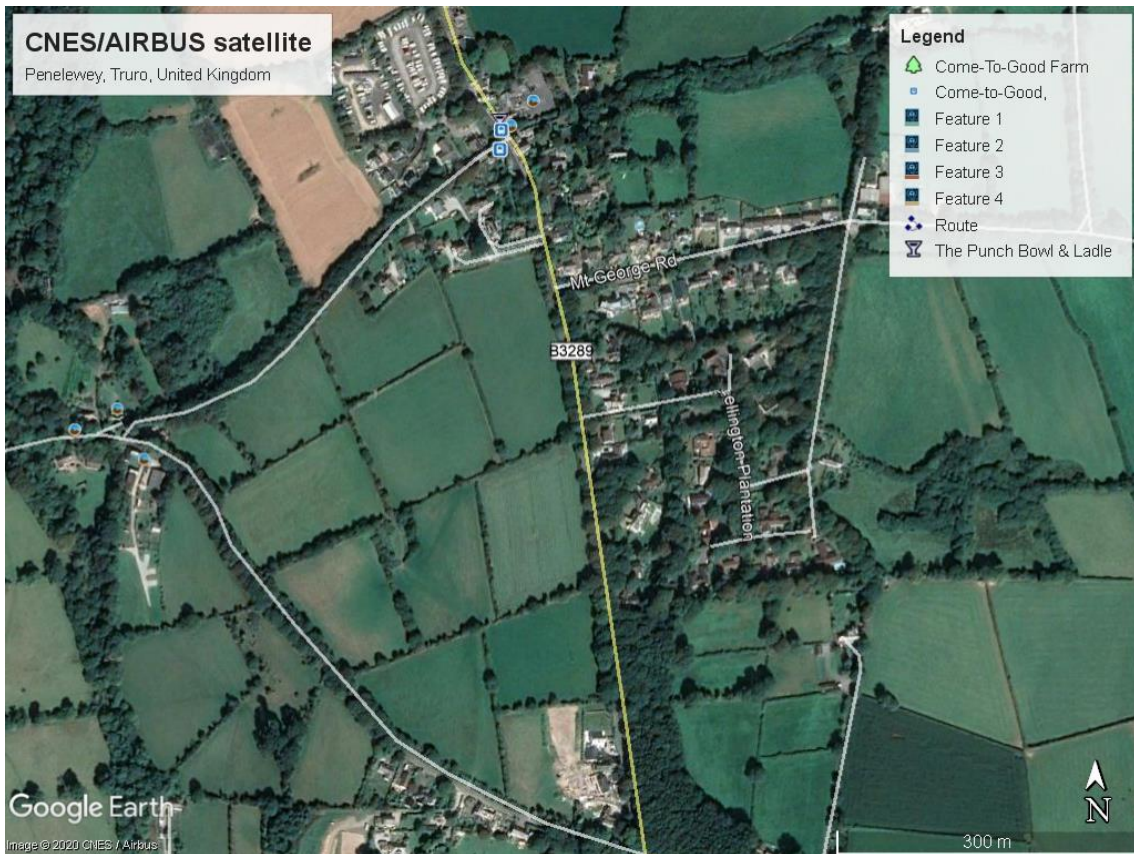 CNES/AIRBUS satellite
Penelewey, Truro, United Kingdom
Legend
Come-To-Good Farm
Come-to-Good,
Feature 1
Feature 2
Feature 3
Feature 4
Route
The Punch Bowl & Ladle
Mt George Rd
B3289
ellington Plantation
N
Google Earth
300 m
Image © 2020 CNES / Airbus